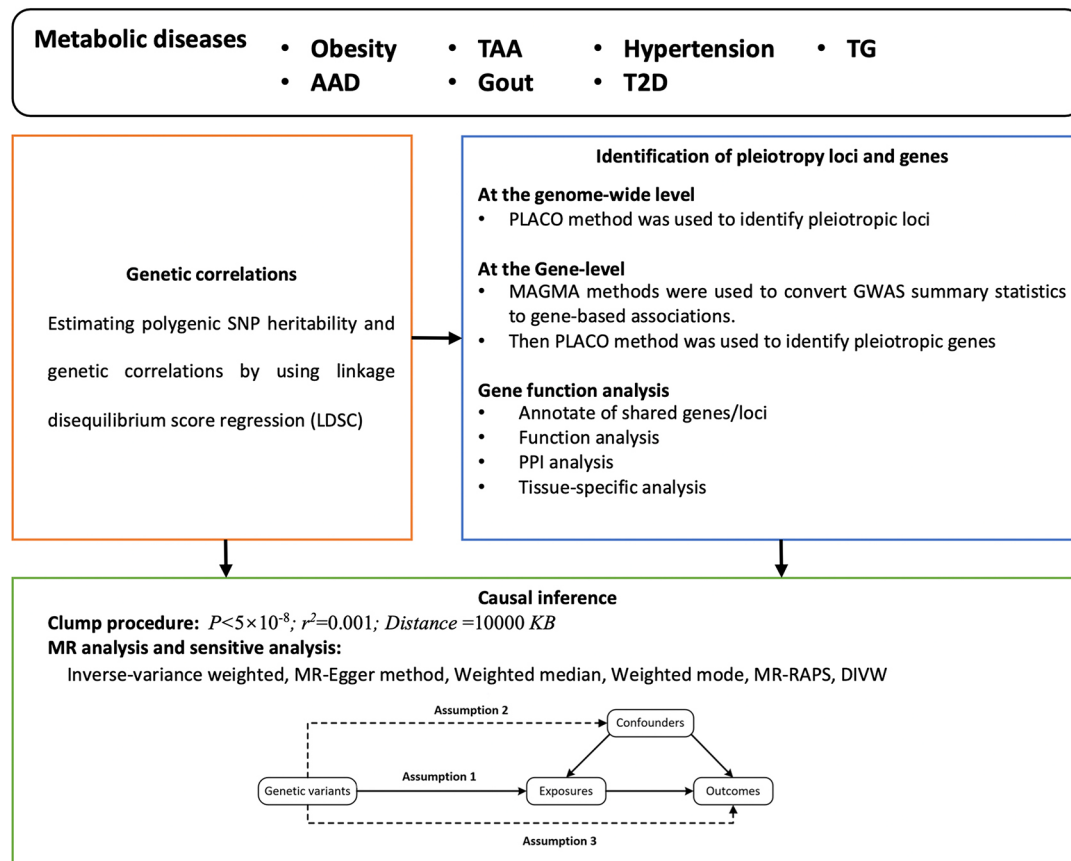 Metabolic diseases
• Obesity • TAA • Hypertension • TG
• AAD • Gout • T2D
Genetic correlations
Estimating polygenic SNP heritability and
genetic correlations by using linkage
disequilibrium score regression (LDSC)
Identification of pleiotropy loci and genes
At the genome-wide level
• PLACO method was used to identify pleiotropic loci
At the Gene-level
• MAGMA methods were used to convert GWAS summary statistics
to gene-based associations.
• Then PLACO method was used to identify pleiotropic genes
Gene function analysis
• Annotate of shared genes/loci
• Function analysis
• PPI analysis
• Tissue-specific analysis
Causal inference
Clump procedure: P<5×10⁻⁸; r²=0.001; Distance =10000 KB
MR analysis and sensitive analysis:
Inverse-variance weighted, MR-Egger method, Weighted median, Weighted mode, MR-RAPS, DIVW
Assumption 2
Confounders
Assumption 1
Genetic variants
Exposures
Outcomes
Assumption 3